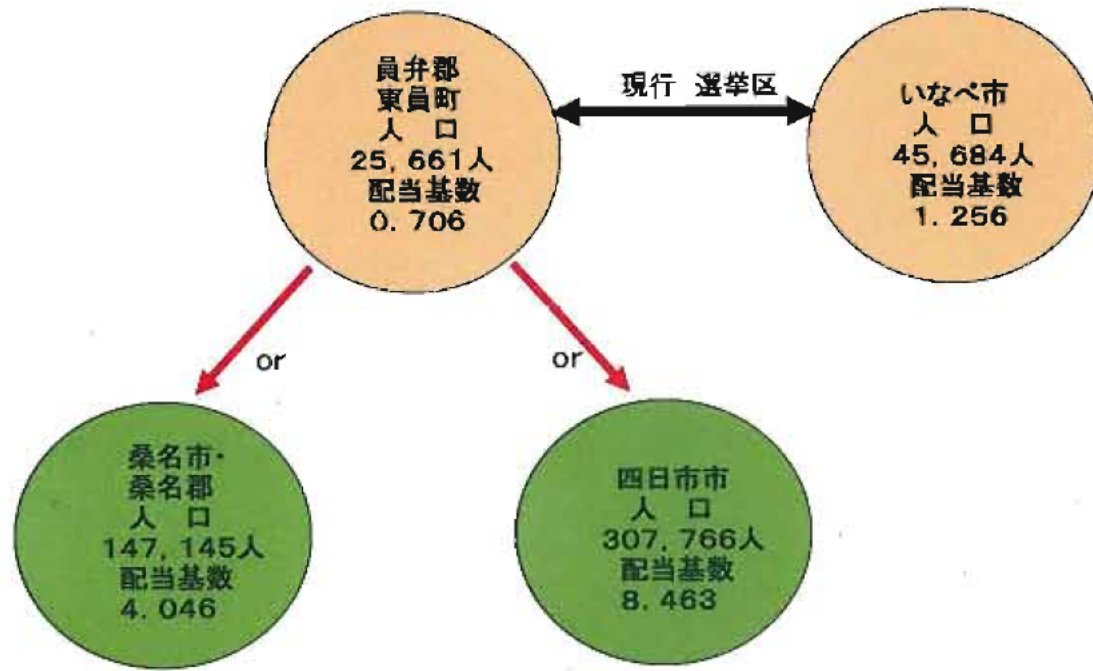 員弁郡
東員町
人 口
25, 661人
配当基数
0. 706
現行 選挙区
いなべ市
人 口
45, 684人
配当基数
1. 256
or
or
桑名市・
桑名郡
人 口
147, 145人
配当基数
4. 046
四日市市
人 口
307, 766人
配当基数
8. 463